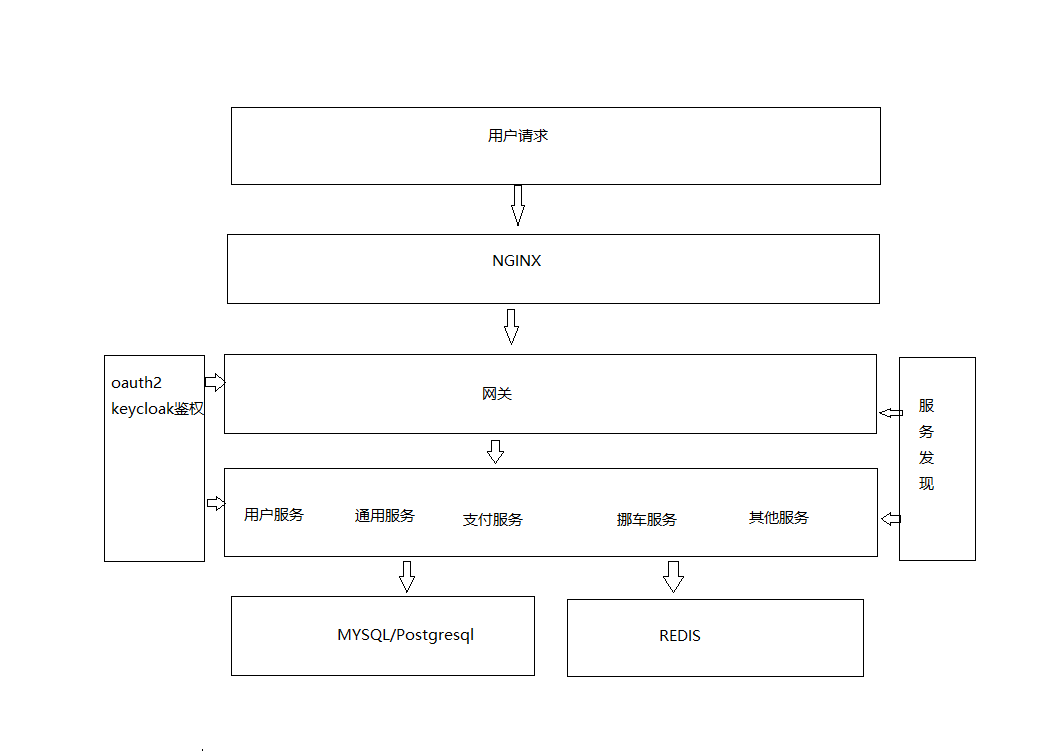 用户请求
NGINX
oauth2
keycloak鉴权
网关
服
务
发
现
用户服务
通用服务
支付服务
挪车服务
其他服务
MYSQL/Postgresql
REDIS